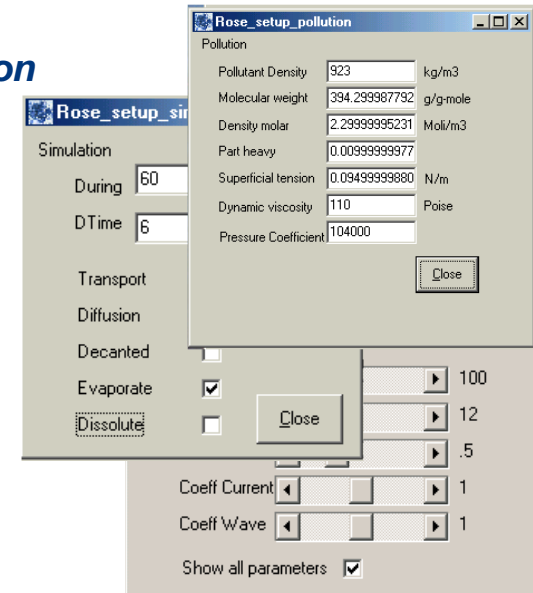 on
Rose_setup_pollution
Pollution
Pollutant Density 923 kg/m3
Molecular weight 394.299987792 g/g-mole
Density molar 2.29999995231 Moli/m3
Part heavy 0.00999999977
Superficial tension 0.09499999880 N/m
Dynamic viscosity 110 Poise
Pressure Coefficient 104000
Close
Rose_setup_si
Simulation
During 60
DTime 6
Transport
Diffusion
Decanted
Evaporate
Dissolute
Close
100
12
.5
Coeff Current 1
Coeff Wave 1
Show all parameters